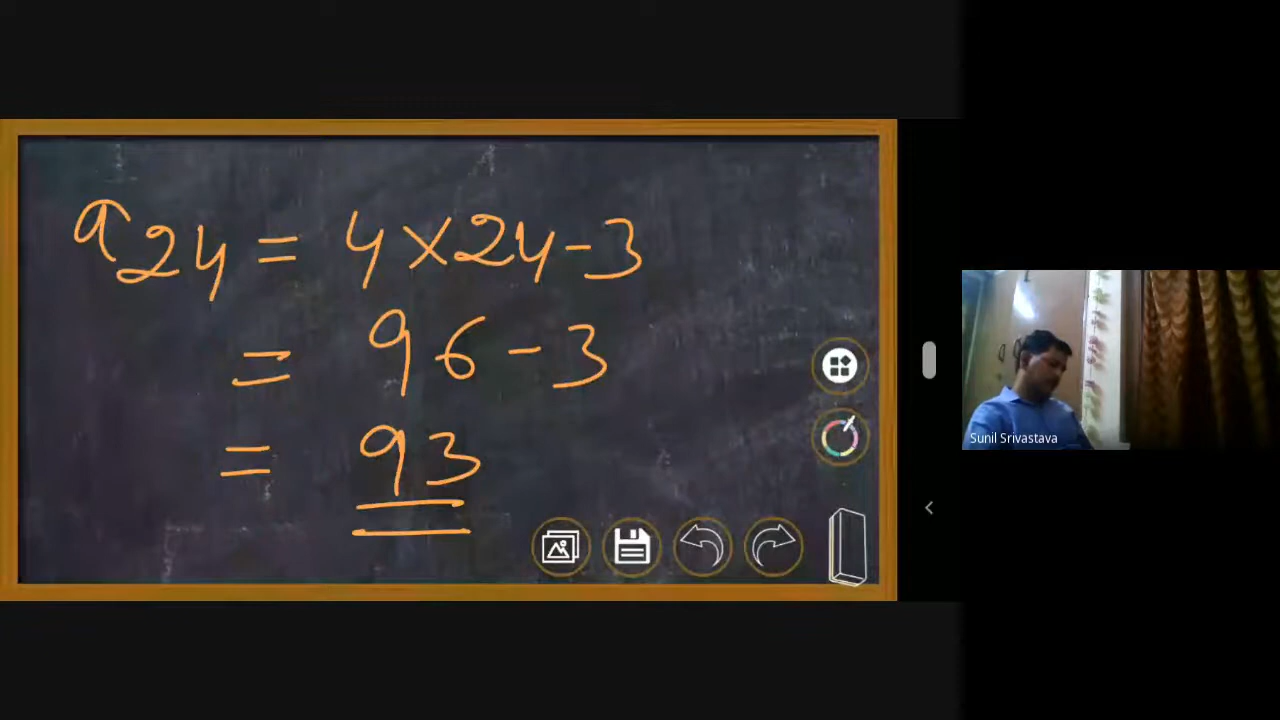 a₂₄ = 4 × 24 - 3
= 96 - 3
= 93
Sunil Srivastava